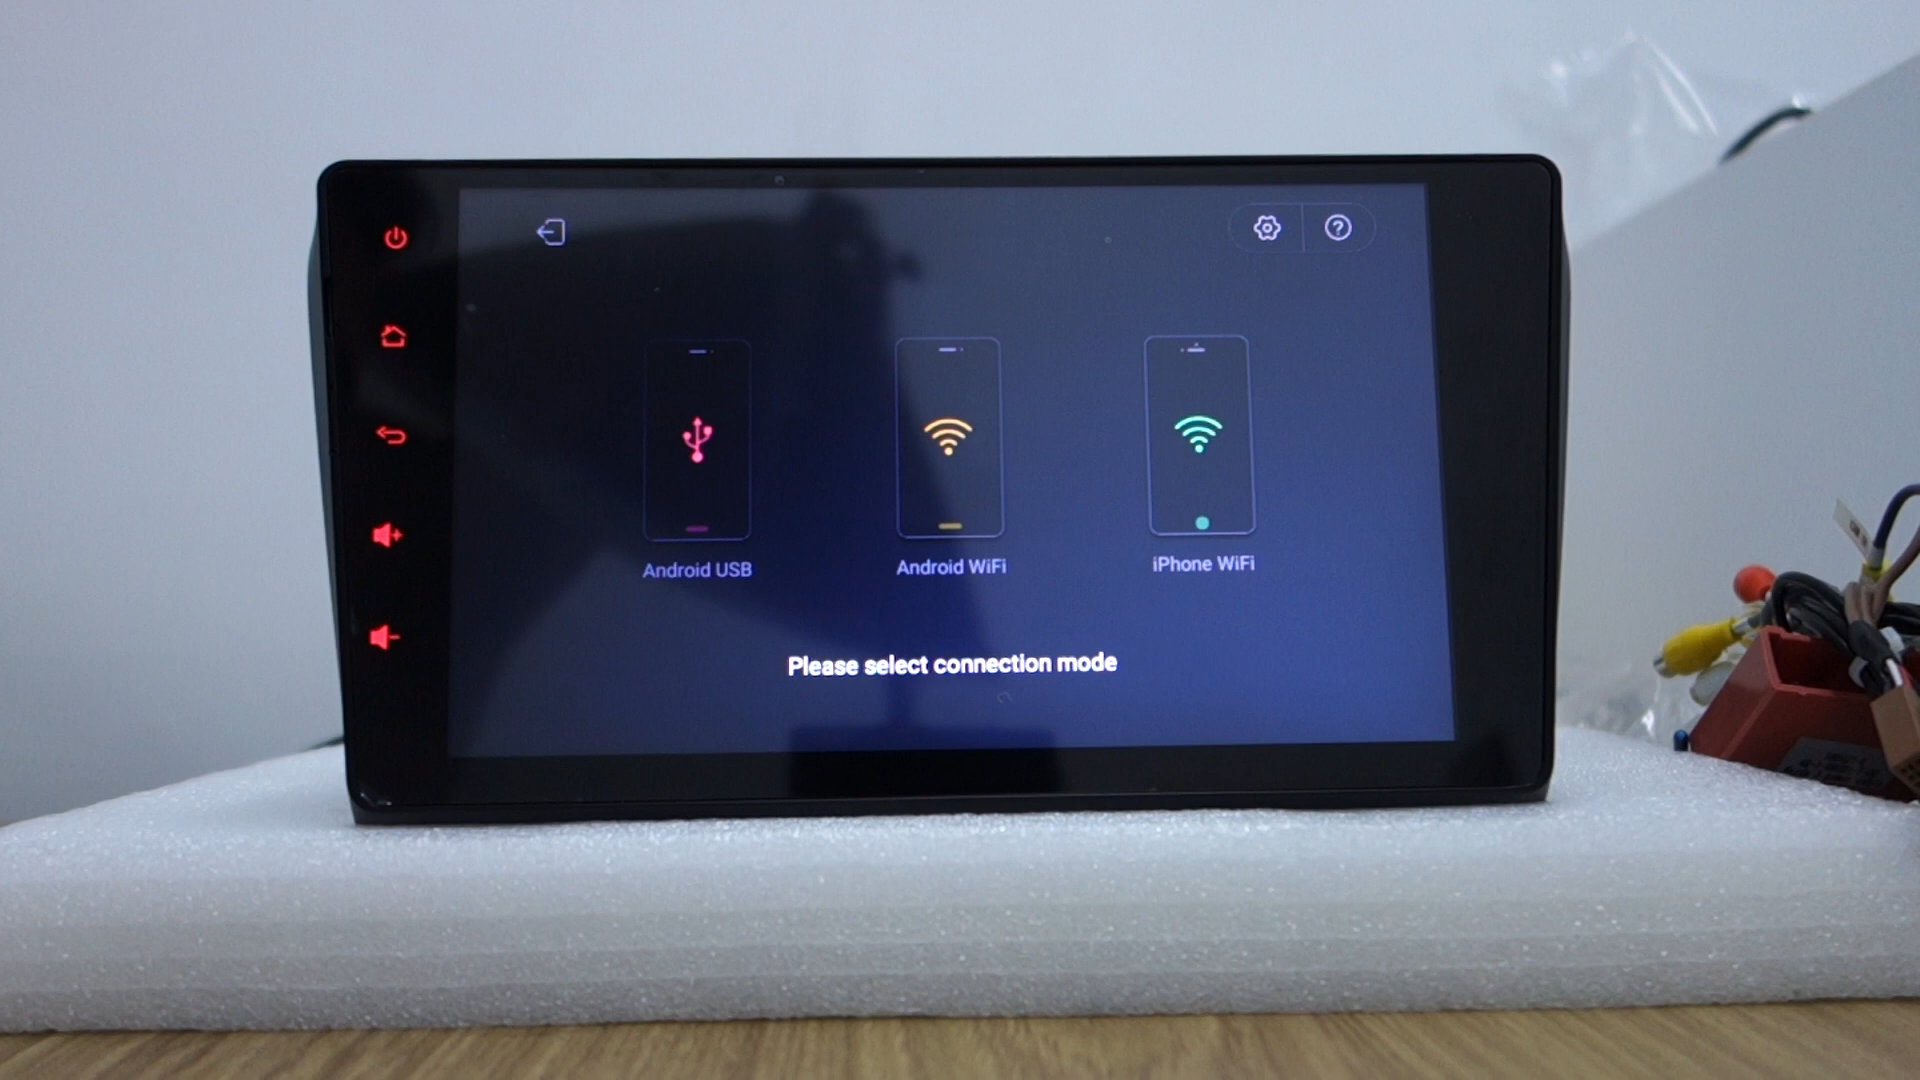 Android USB
Android WiFi
iPhone WiFi
Please select connection mode